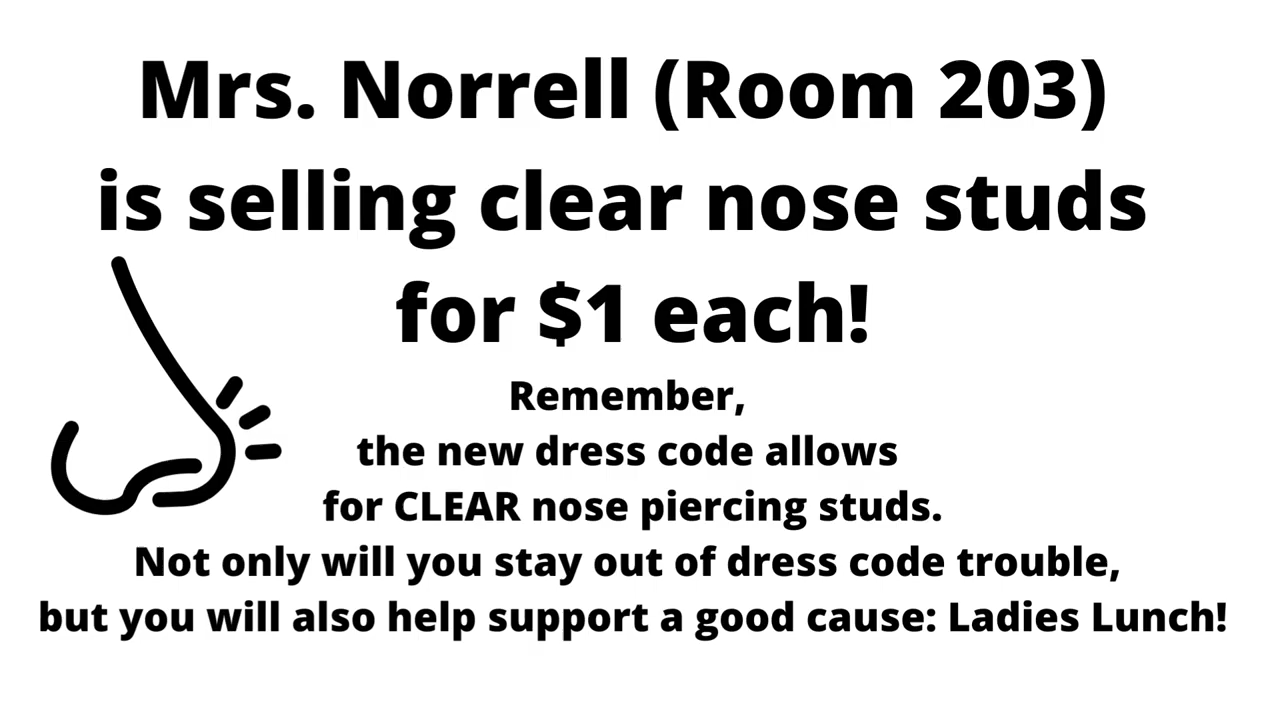 Mrs. Norrell (Room 203)
is selling clear nose studs
for $1 each!
Remember,
the new dress code allows
for CLEAR nose piercing studs.
Not only will you stay out of dress code trouble,
but you will also help support a good cause: Ladies Lunch!